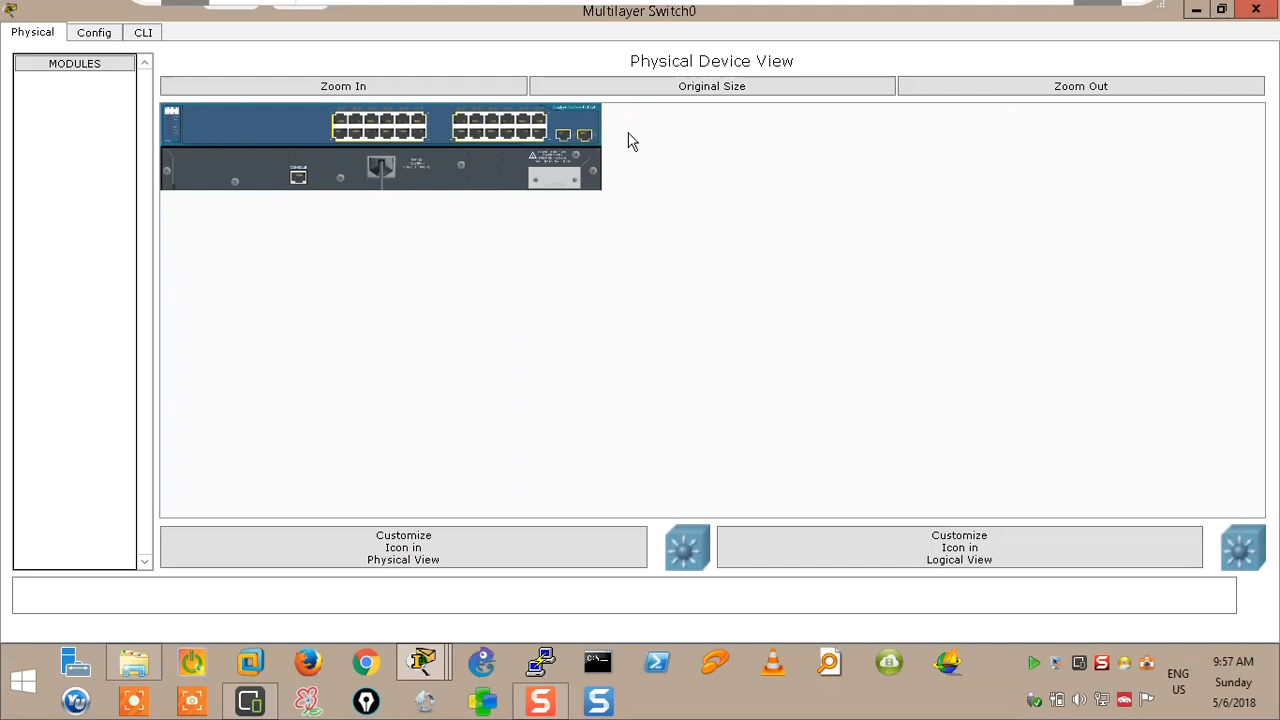 Multilayer Switch0
Physical
Config
CLI
MODULES
Physical Device View
Zoom In
Original Size
Zoom Out
CONSOLE
Customize
Icon in
Physical View
Customize
Icon in
Logical View
ENG
US
9:57 AM
Sunday
5/6/2018